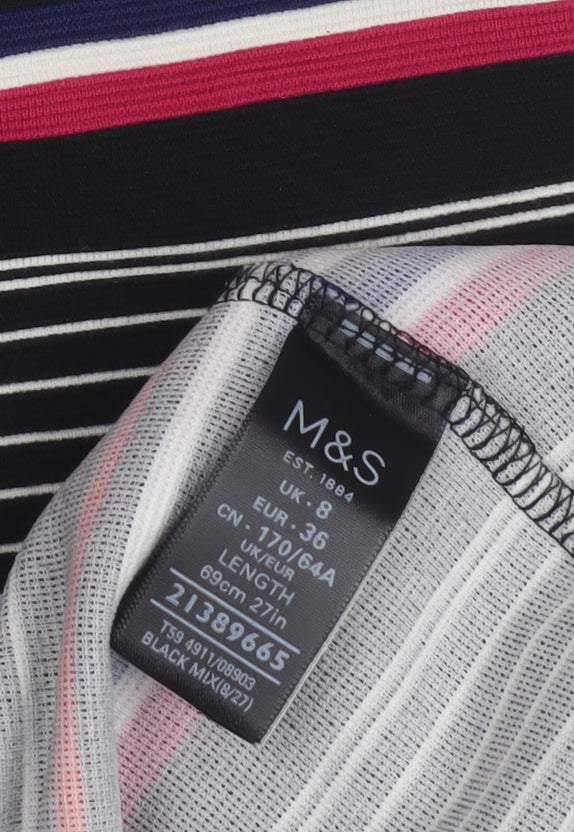 M&S
EST. 1884
UK · 8
EUR · 36
CN · 170/64A
UK/EUR
LENGTH
69cm 27in
21389665
T59 4911/08903
BLACK MIX(8/27)